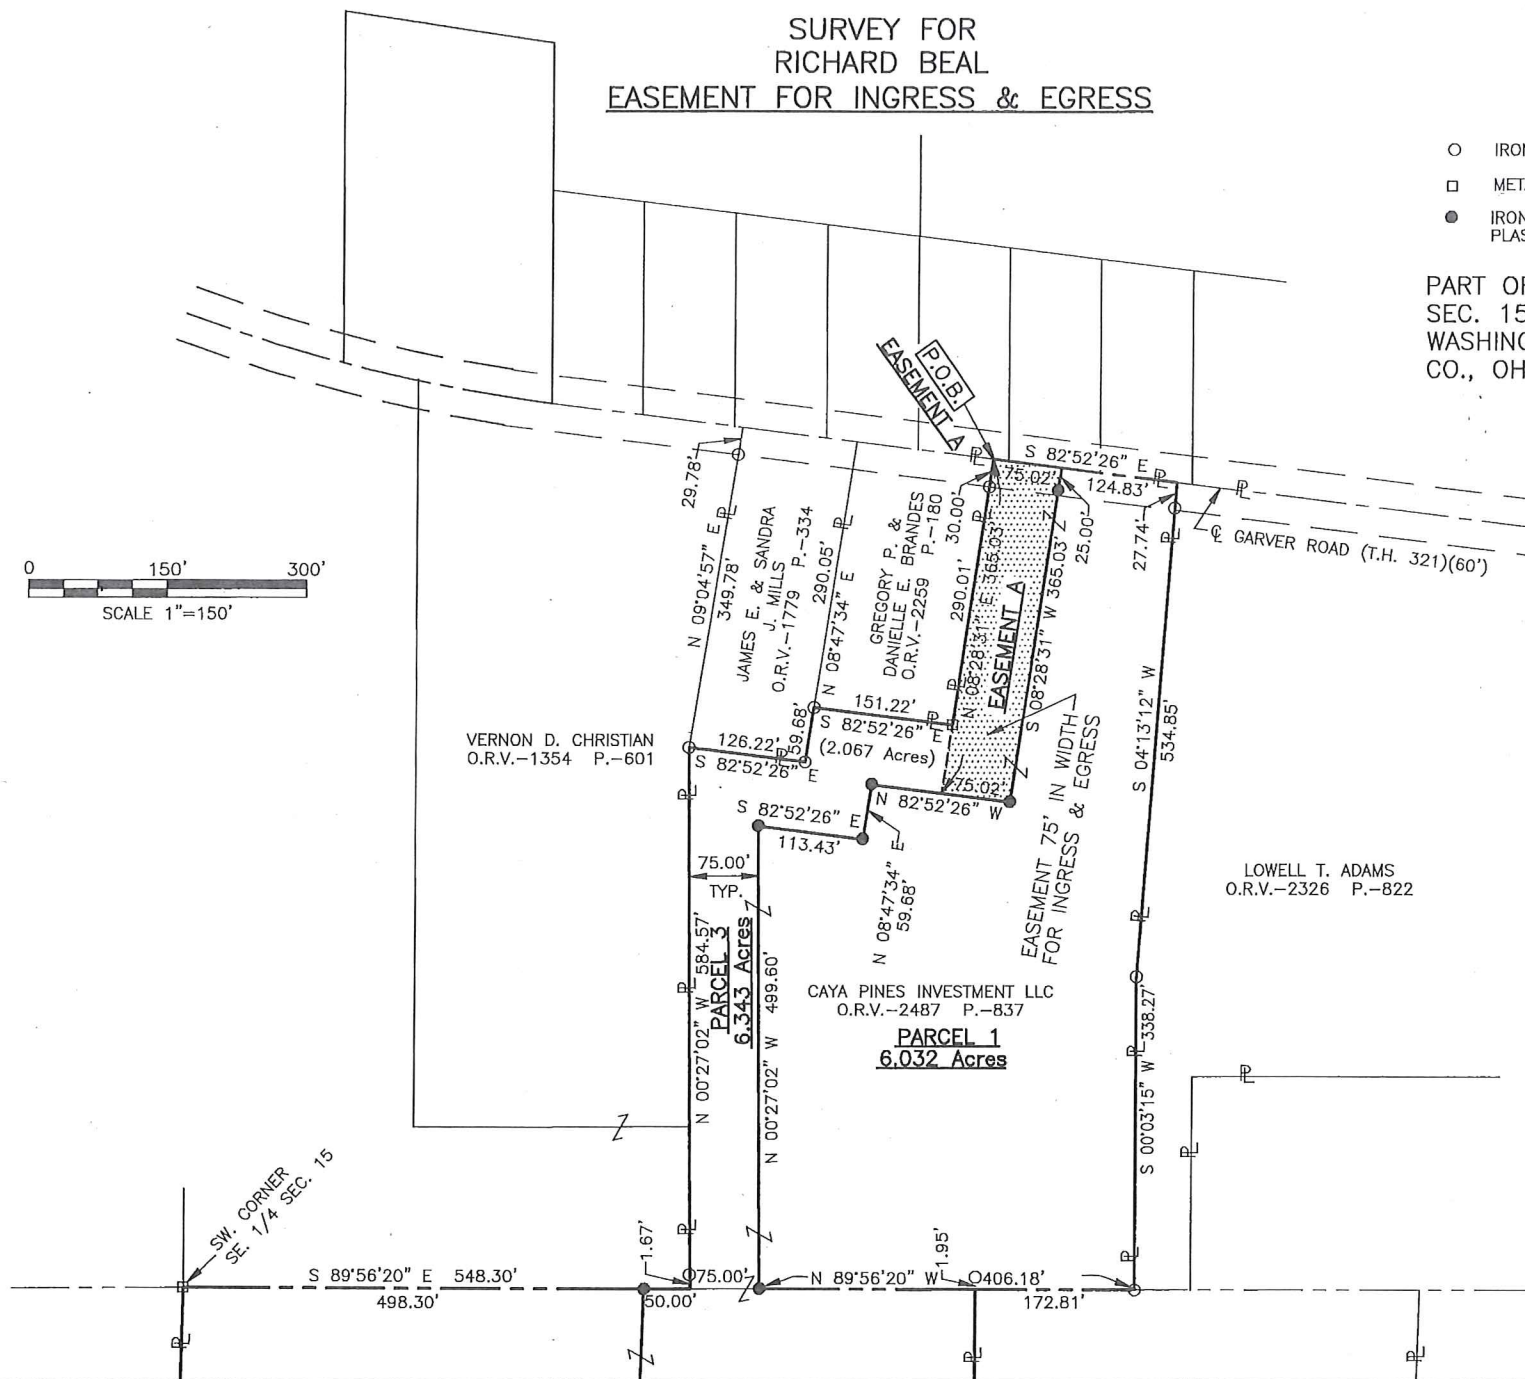 SURVEY FOR
RICHARD BEAL
EASEMENT FOR INGRESS & EGRESS
IRON
MET
IRON
PLAS
PART OF
SEC. 15
WASHING
CO., OH
P.O.B.
EASEMENT A
S 82°52'26" E
75.02'
124.83'
29.78'
30.00'
25.00'
27.74'
℄ GARVER ROAD (T.H. 321)(60')
0 150' 300'
SCALE 1"=150'
N 09°04'57" E
349.78'
JAMES E. & SANDRA
J. MILLS
O.R.V.-1779 P.-334
290.05'
N 08°47'34" E
GREGORY P. &
DANIELLE E. BRANDES
O.R.V.-2259 P.-180
290.01'
N 08°28'31" E 365.03'
EASEMENT A
S 08°28'31" W 365.03'
S 04°13'12" W
534.85'
151.22'
S 82°52'26" E
(2.067 Acres)
59.68'
VERNON D. CHRISTIAN
O.R.V.-1354 P.-601
126.22'
S 82°52'26" E
75.02'
N 82°52'26" W
S 82°52'26" E
113.43'
N 08°47'34" E
59.68'
EASEMENT 75' IN WIDTH
FOR INGRESS & EGRESS
75.00'
TYP.
LOWELL T. ADAMS
O.R.V.-2326 P.-822
N 00°27'02" W 584.57'
PARCEL 3
6.343 Acres
N 00°27'02" W 499.60'
CAYA PINES INVESTMENT LLC
O.R.V.-2487 P.-837
PARCEL 1
6.032 Acres
S 00°03'15" W 338.27'
SW. CORNER
SE. 1/4 SEC. 15
1.67'
1.95'
S 89°56'20" E 548.30'
75.00'
N 89°56'20" W
406.18'
498.30'
50.00'
172.81'